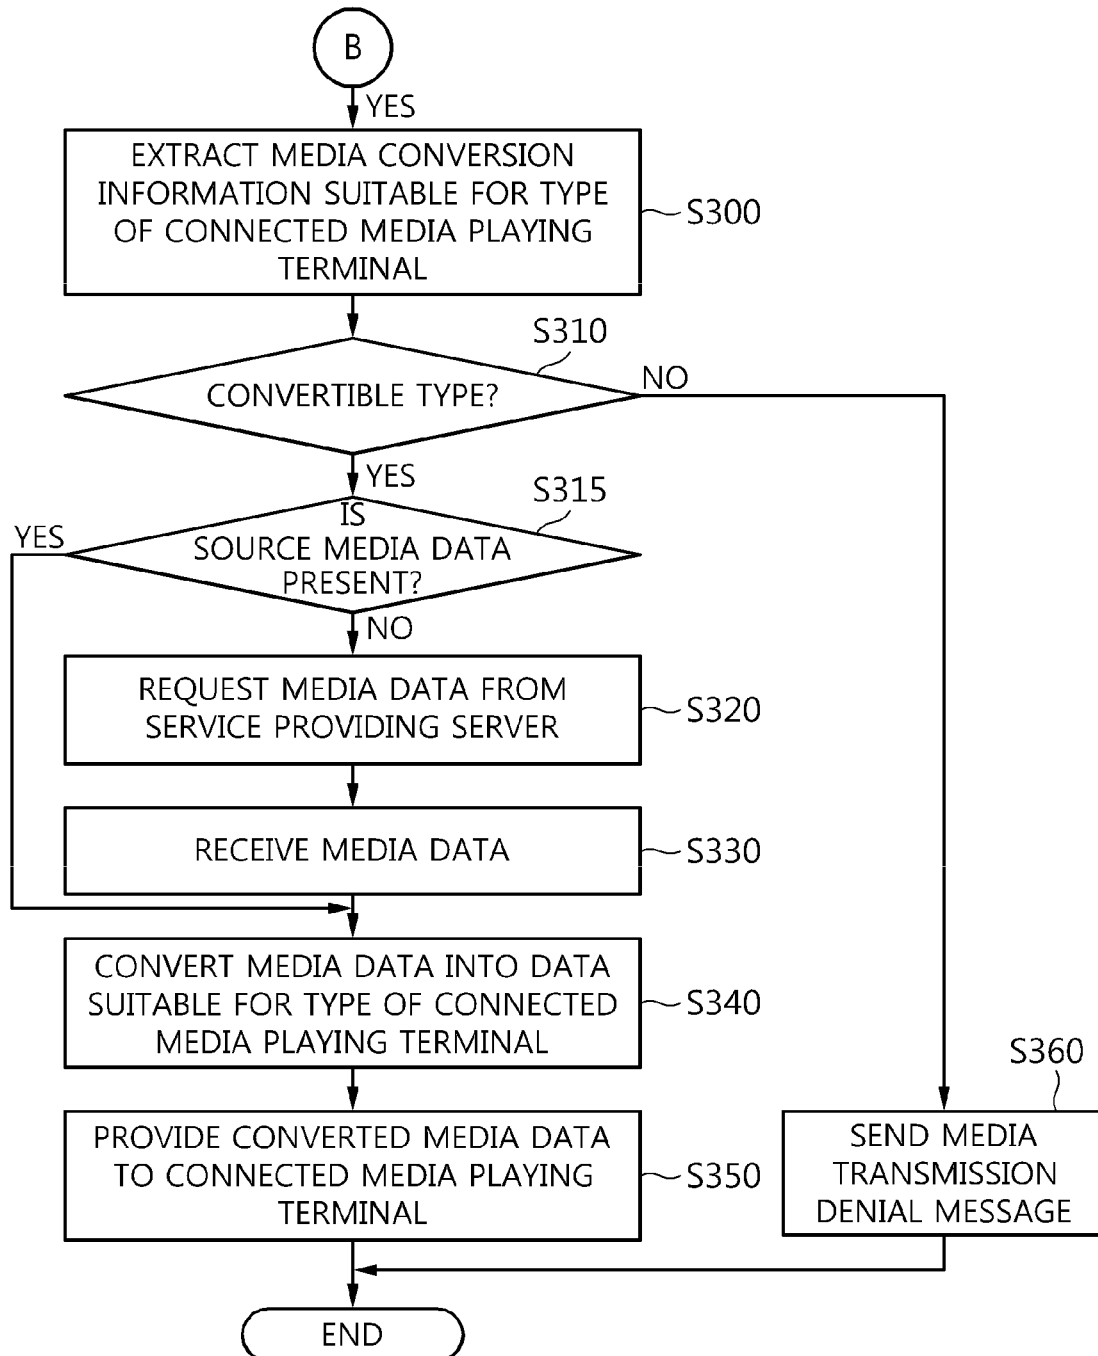 B
YES
EXTRACT MEDIA CONVERSION
INFORMATION SUITABLE FOR TYPE
OF CONNECTED MEDIA PLAYING
TERMINAL
S300
S310
CONVERTIBLE TYPE?
NO
YES
S315
YES
IS
SOURCE MEDIA DATA
PRESENT?
NO
REQUEST MEDIA DATA FROM
SERVICE PROVIDING SERVER
S320
RECEIVE MEDIA DATA
S330
CONVERT MEDIA DATA INTO DATA
SUITABLE FOR TYPE OF CONNECTED
MEDIA PLAYING TERMINAL
S340
S360
PROVIDE CONVERTED MEDIA DATA
TO CONNECTED MEDIA PLAYING
TERMINAL
S350
SEND MEDIA
TRANSMISSION
DENIAL MESSAGE
END